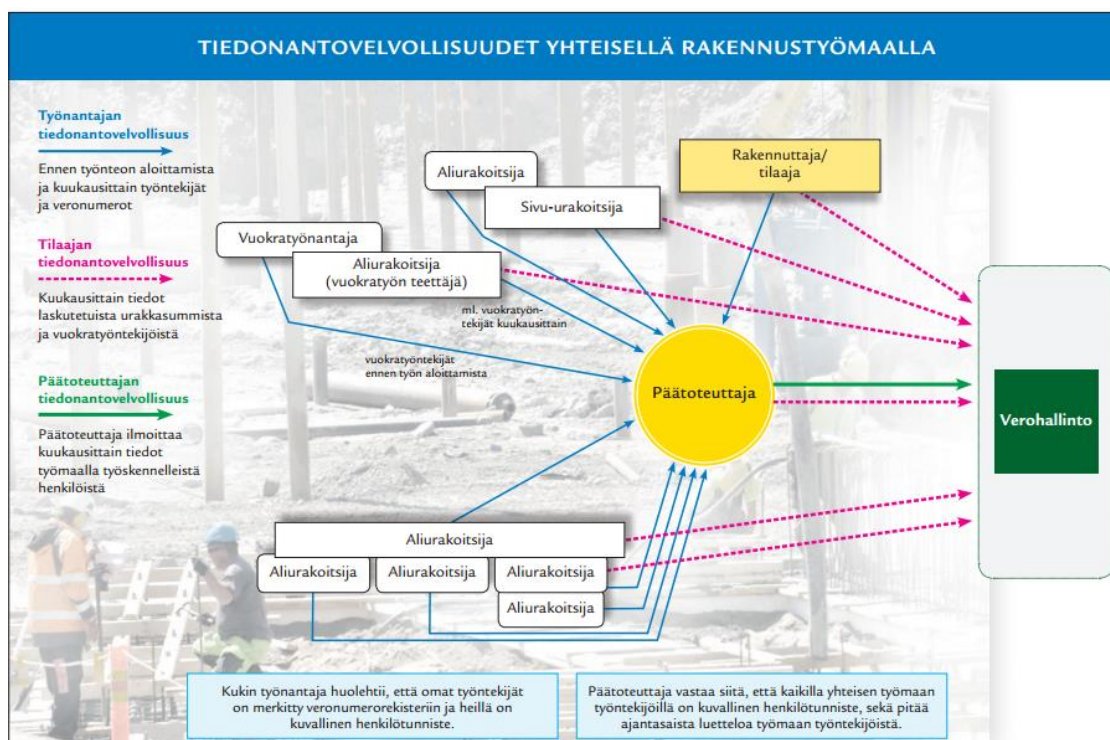 TIEDONANTOVELVOLLISUUDET YHTEISELLÄ RAKENNUSTYÖMAALLA
Työnantajan
tiedonantovelvollisuus
Ennen työnteon aloittamista
ja kuukausittain työntekijät
ja veronumerot
Tilaajan
tiedonantovelvollisuus
Kuukausittain tiedot
laskutetuista urakkasummista
ja vuokratyöntekijöistä
Päätoteuttajan
tiedonantovelvollisuus
Päätoteuttaja ilmoittaa
kuukausittain tiedot
työmaalla työskennelleistä
henkilöistä
Rakennuttaja/
tilaaja
Aliurakoitsija
Sivu-urakoitsija
Vuokratyönantaja
Aliurakoitsija
(vuokratyön teettäjä)
ml. vuokratyön-
tekijät kuukausittain
vuokratyöntekijät
ennen työn aloittamista
Päätoteuttaja
Verohallinto
Aliurakoitsija
Aliurakoitsija
Aliurakoitsija
Aliurakoitsija
Aliurakoitsija
Kukin työnantaja huolehtii, että omat työntekijät
on merkitty veronumerorekisteriin ja heillä on
kuvallinen henkilötunniste.
Päätoteuttaja vastaa siitä, että kaikilla yhteisen työmaan
työntekijöillä on kuvallinen henkilötunniste, sekä pitää
ajantasaista luetteloa työmaan työntekijöistä.